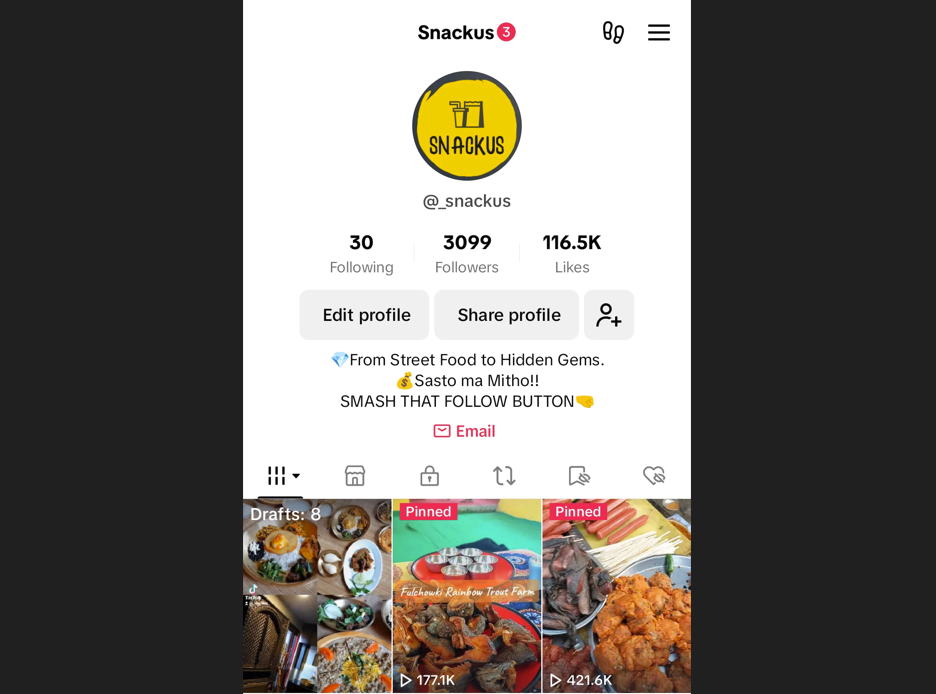 Snackus 3
SNACKUS
@_snackus
30 3099 116.5K
Following Followers Likes
Edit profile Share profile
💎From Street Food to Hidden Gems.
💰Sasto ma Mitho!!
SMASH THAT FOLLOW BUTTON🤜
Email
Drafts: 8
Pinned
Pinned
Fulchowki Rainbow Trout Farm
177.1K
421.6K